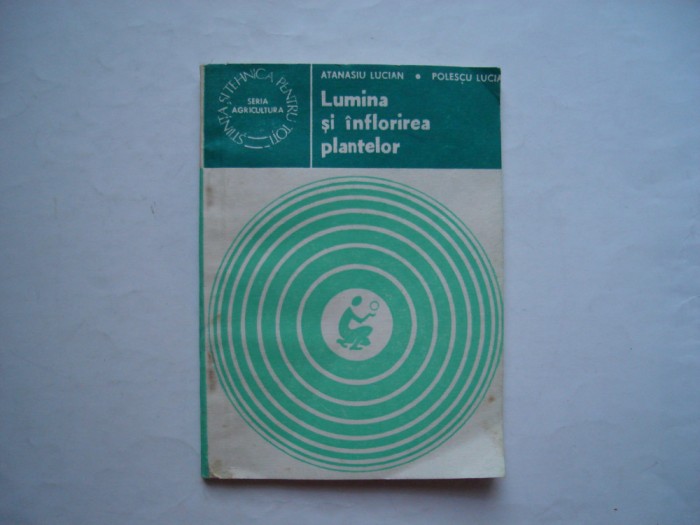 ȘTIINȚA ȘI TEHNICA PENTRU TOȚI
SERIA
AGRICULTURA
ATANASIU LUCIAN • POLESCU LUCIA
Lumina
și înflorirea
plantelor